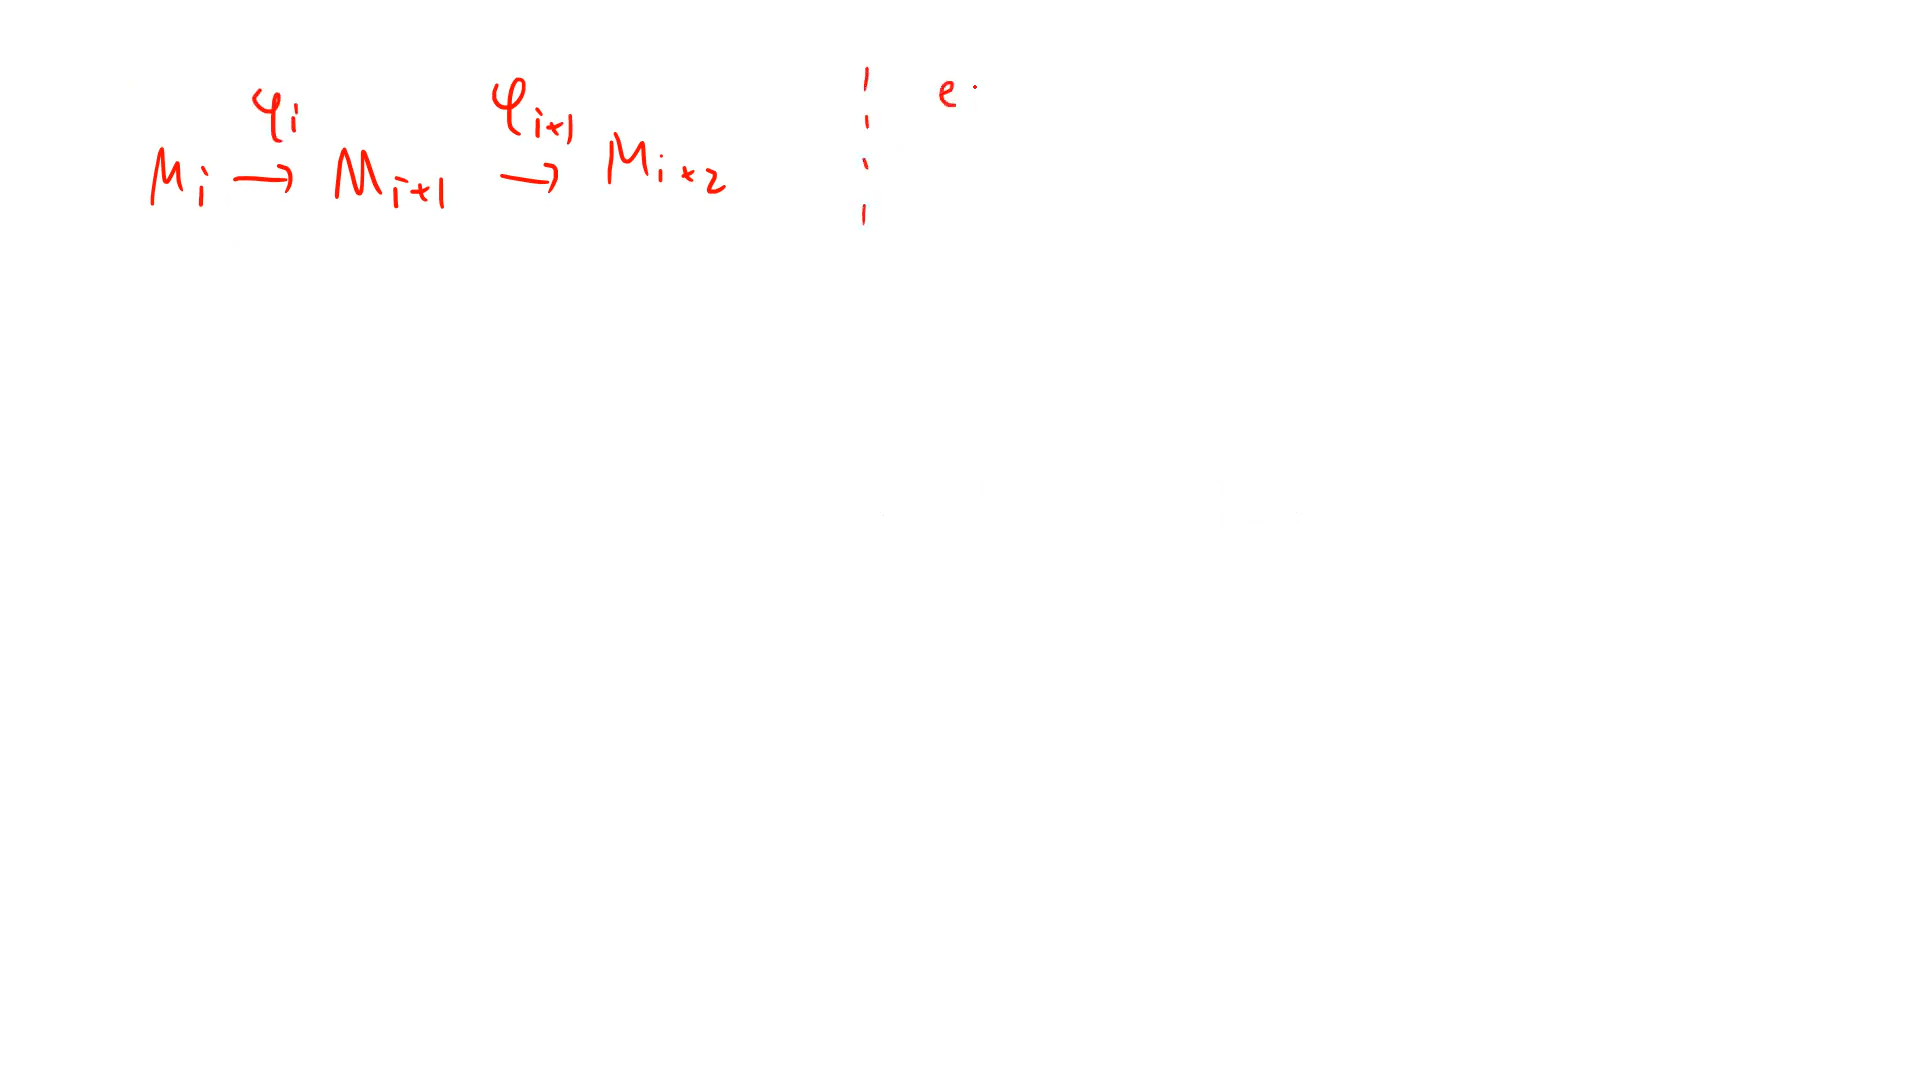 φi φi+1 e
Mi → Mi+1 → Mi+2